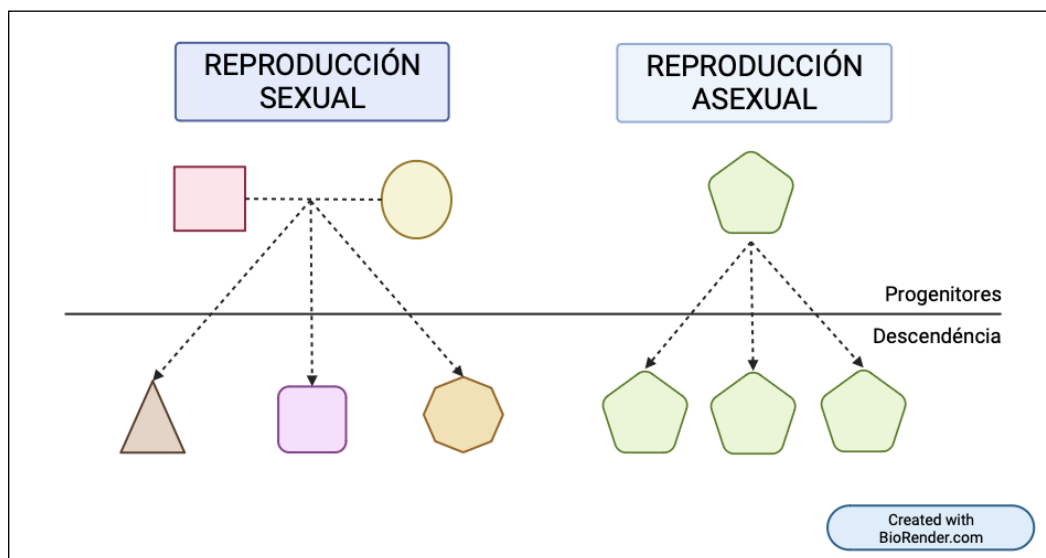 REPRODUCCIÓN
SEXUAL
REPRODUCCIÓN
ASEXUAL
Progenitores
Descendéncia
Created with
BioRender.com